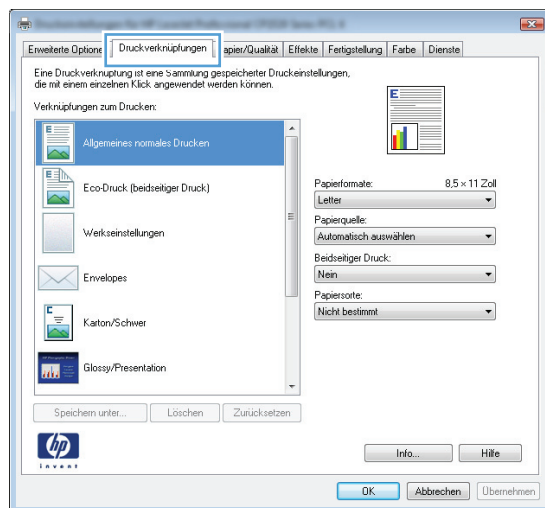 Erweiterte Optione Druckverknüpfungen apier/Qualität Effekte Fertigstellung Farbe Dienste
Eine Druckverknüpfung ist eine Sammlung gespeicherter Druckeinstellungen,
die mit einem einzelnen Klick angewendet werden können.
Verknüpfungen zum Drucken:
Allgemeines normales Drucken
Eco-Druck (beidseitiger Druck)
Werkseinstellungen
Envelopes
Karton/Schwer
Glossy/Presentation
Speichern unter... Löschen Zurücksetzen
Papierformate: 8,5 × 11 Zoll
Letter
Papierquelle:
Automatisch auswählen
Beidseitiger Druck:
Nein
Papiersorte:
Nicht bestimmt
hp
invent
Info... Hilfe
OK Abbrechen Übernehmen